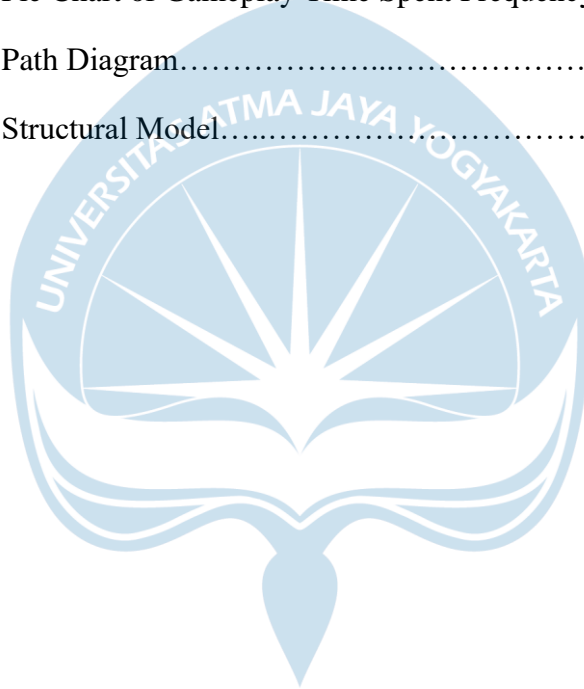 Pie Chart of Gameplay Time Spent Frequency
Path Diagram………………...………………
Structural Model…..…………………………
UNIVERSITAS ATMA JAYA YOGYAKARTA